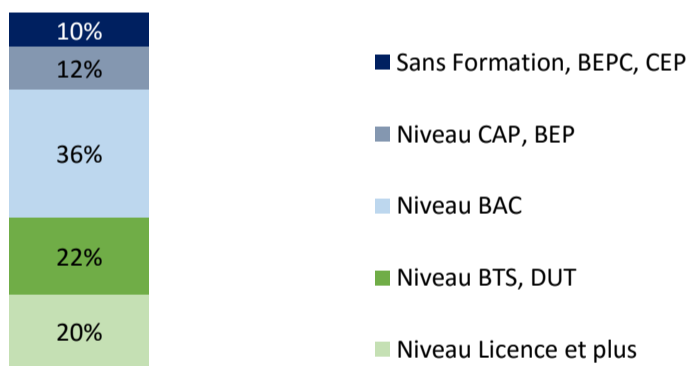 10%
12%
36%
22%
20%
Sans Formation, BEPC, CEP
Niveau CAP, BEP
Niveau BAC
Niveau BTS, DUT
Niveau Licence et plus